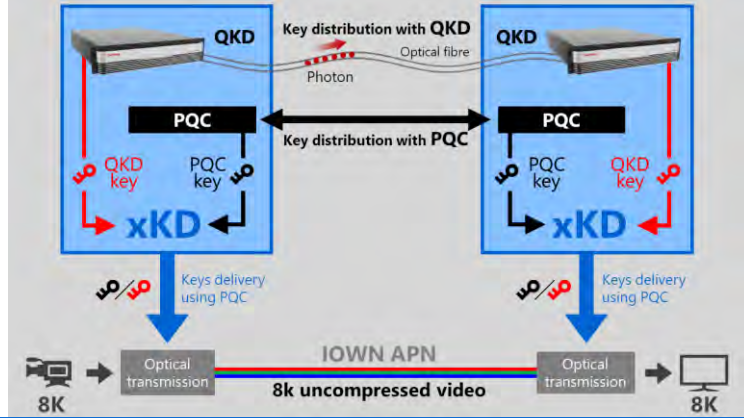 QKD
Key distribution with QKD
QKD
Optical fibre
Photon
PQC
PQC
Key distribution with PQC
QKD
key
PQC
key
PQC
key
QKD
key
xKD
xKD
Keys delivery
using PQC
Keys delivery
using PQC
IOWN APN
Optical
transmission
Optical
transmission
8k uncompressed video
8K
8K